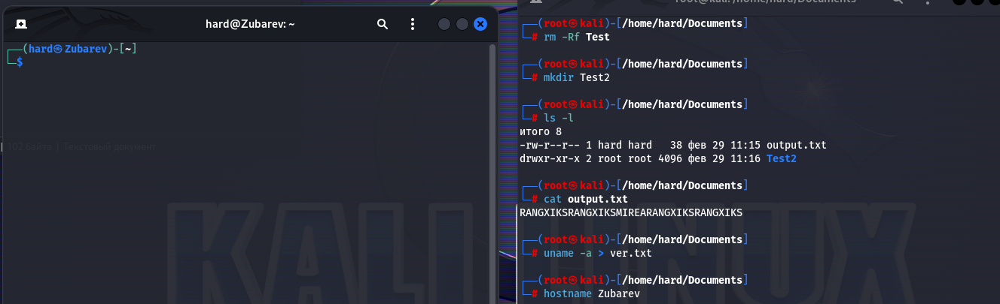 hard@Zubarev: ~
┌──(hard㉿Zubarev)-[~]
└─$
102 байта | Текстовый документ
root@kali: /home/hard/Documents
┌──(root㉿kali)-[/home/hard/Documents]
└─# rm -Rf Test
┌──(root㉿kali)-[/home/hard/Documents]
└─# mkdir Test2
┌──(root㉿kali)-[/home/hard/Documents]
└─# ls -l
итого 8
-rw-r--r-- 1 hard hard   38 фев 29 11:15 output.txt
drwxr-xr-x 2 root root 4096 фев 29 11:16 Test2
┌──(root㉿kali)-[/home/hard/Documents]
└─# cat output.txt
RANGXIKSRANGXIKSMIREARANGXIKSRANGXIKS
┌──(root㉿kali)-[/home/hard/Documents]
└─# uname -a > ver.txt
┌──(root㉿kali)-[/home/hard/Documents]
└─# hostname Zubarev
KALI LINUX